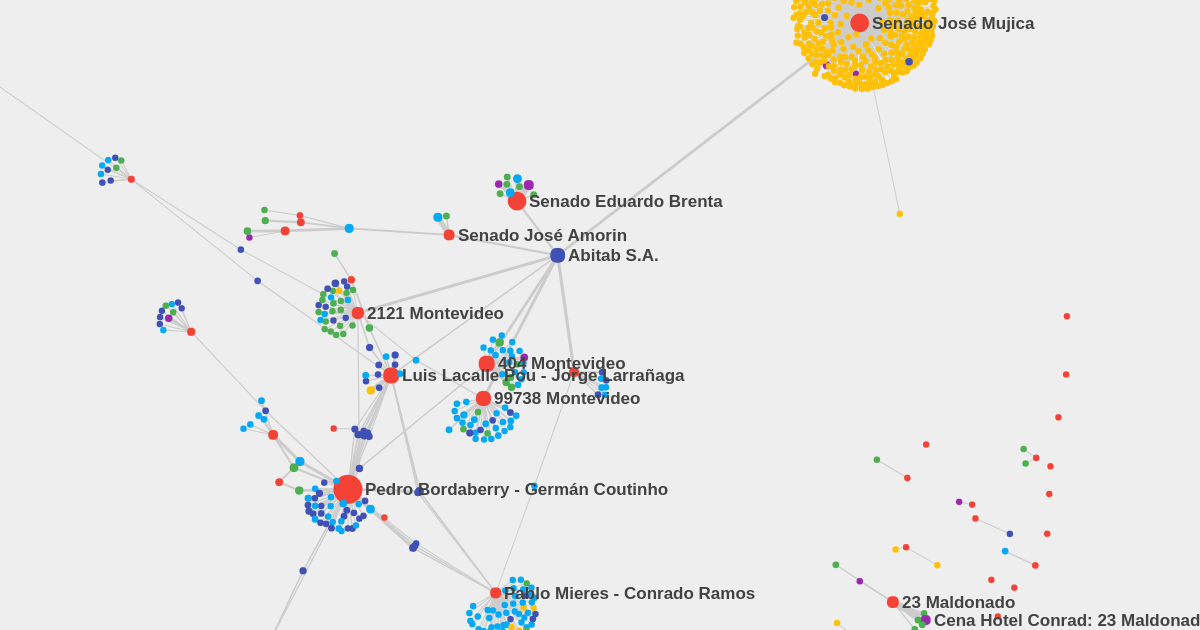 Senado José Mujica
Senado Eduardo Brenta
Senado José Amorin
Abitab S.A.
2121 Montevideo
404 Montevideo
Luis Lacalle Pou - Jorge Larrañaga
99738 Montevideo
Pedro Bordaberry - Germán Coutinho
Pablo Mieres - Conrado Ramos
23 Maldonado
Cena Hotel Conrad: 23 Maldonad